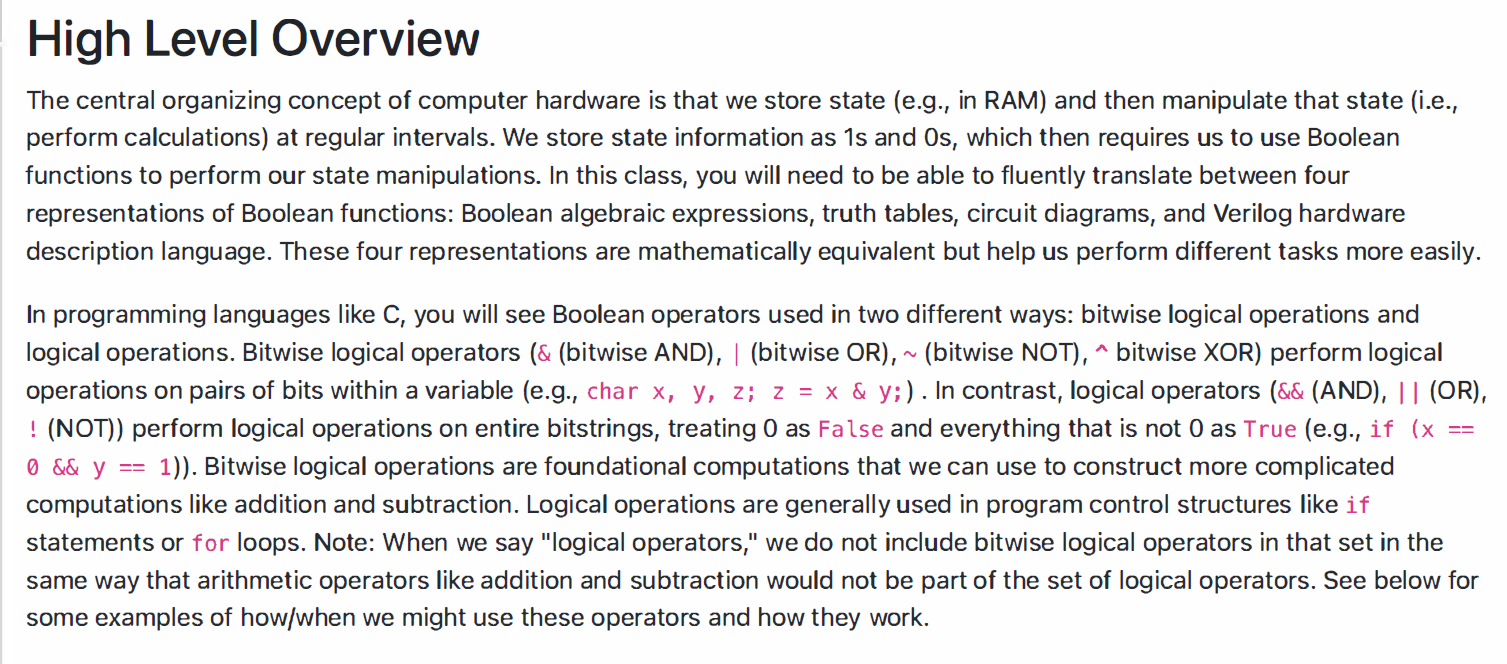 High Level Overview
The central organizing concept of computer hardware is that we store state (e.g., in RAM) and then manipulate that state (i.e.,
perform calculations) at regular intervals. We store state information as 1s and 0s, which then requires us to use Boolean
functions to perform our state manipulations. In this class, you will need to be able to fluently translate between four
representations of Boolean functions: Boolean algebraic expressions, truth tables, circuit diagrams, and Verilog hardware
description language. These four representations are mathematically equivalent but help us perform different tasks more easily.
In programming languages like C, you will see Boolean operators used in two different ways: bitwise logical operations and
logical operations. Bitwise logical operators (& (bitwise AND), | (bitwise OR), ~ (bitwise NOT), ^ bitwise XOR) perform logical
operations on pairs of bits within a variable (e.g., char x, y, z; z = x & y;) . In contrast, logical operators (&& (AND), || (OR),
! (NOT)) perform logical operations on entire bitstrings, treating 0 as False and everything that is not 0 as True (e.g., if (x ==
0 && y == 1)). Bitwise logical operations are foundational computations that we can use to construct more complicated
computations like addition and subtraction. Logical operations are generally used in program control structures like if
statements or for loops. Note: When we say "logical operators," we do not include bitwise logical operators in that set in the
same way that arithmetic operators like addition and subtraction would not be part of the set of logical operators. See below for
some examples of how/when we might use these operators and how they work.